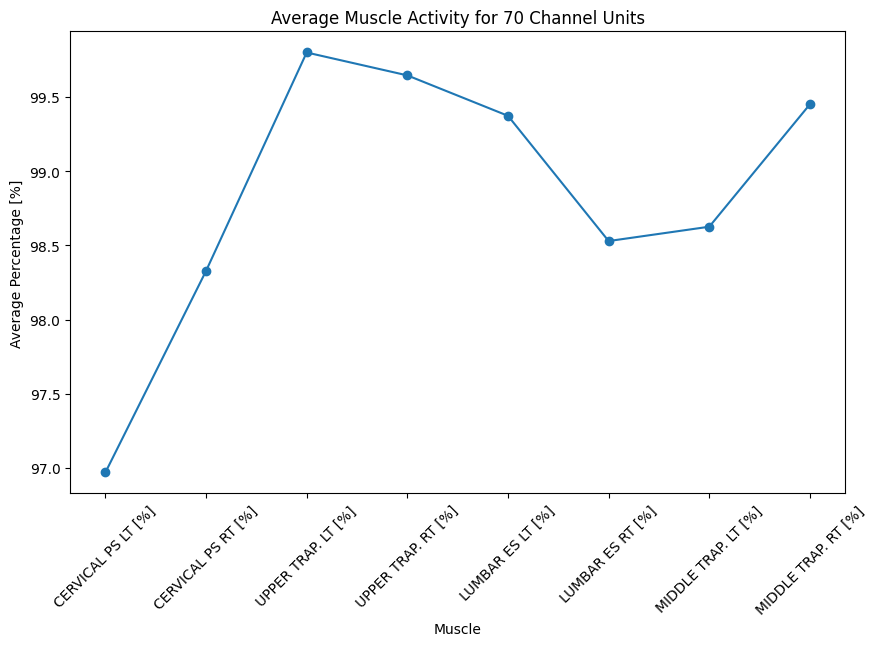 Average Muscle Activity for 70 Channel Units
Average Percentage [%]
99.5
99.0
98.5
98.0
97.5
97.0
CERVICAL PS LT [%]
CERVICAL PS RT [%]
UPPER TRAP. LT [%]
UPPER TRAP. RT [%]
LUMBAR ES LT [%]
LUMBAR ES RT [%]
MIDDLE TRAP. LT [%]
MIDDLE TRAP. RT [%]
Muscle